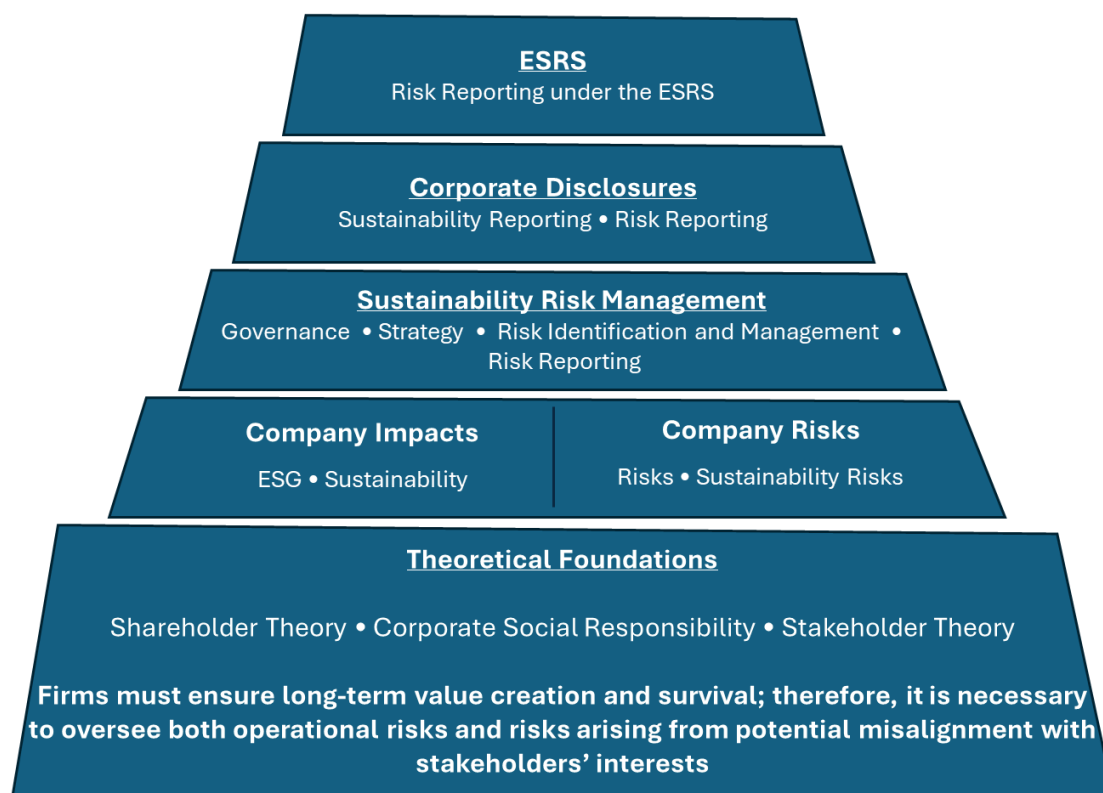 ESRS
Risk Reporting under the ESRS
Corporate Disclosures
Sustainability Reporting • Risk Reporting
Sustainability Risk Management
Governance • Strategy • Risk Identification and Management •
Risk Reporting
Company Impacts
ESG • Sustainability
Company Risks
Risks • Sustainability Risks
Theoretical Foundations
Shareholder Theory • Corporate Social Responsibility • Stakeholder Theory
Firms must ensure long-term value creation and survival; therefore, it is necessary
to oversee both operational risks and risks arising from potential misalignment with
stakeholders’ interests